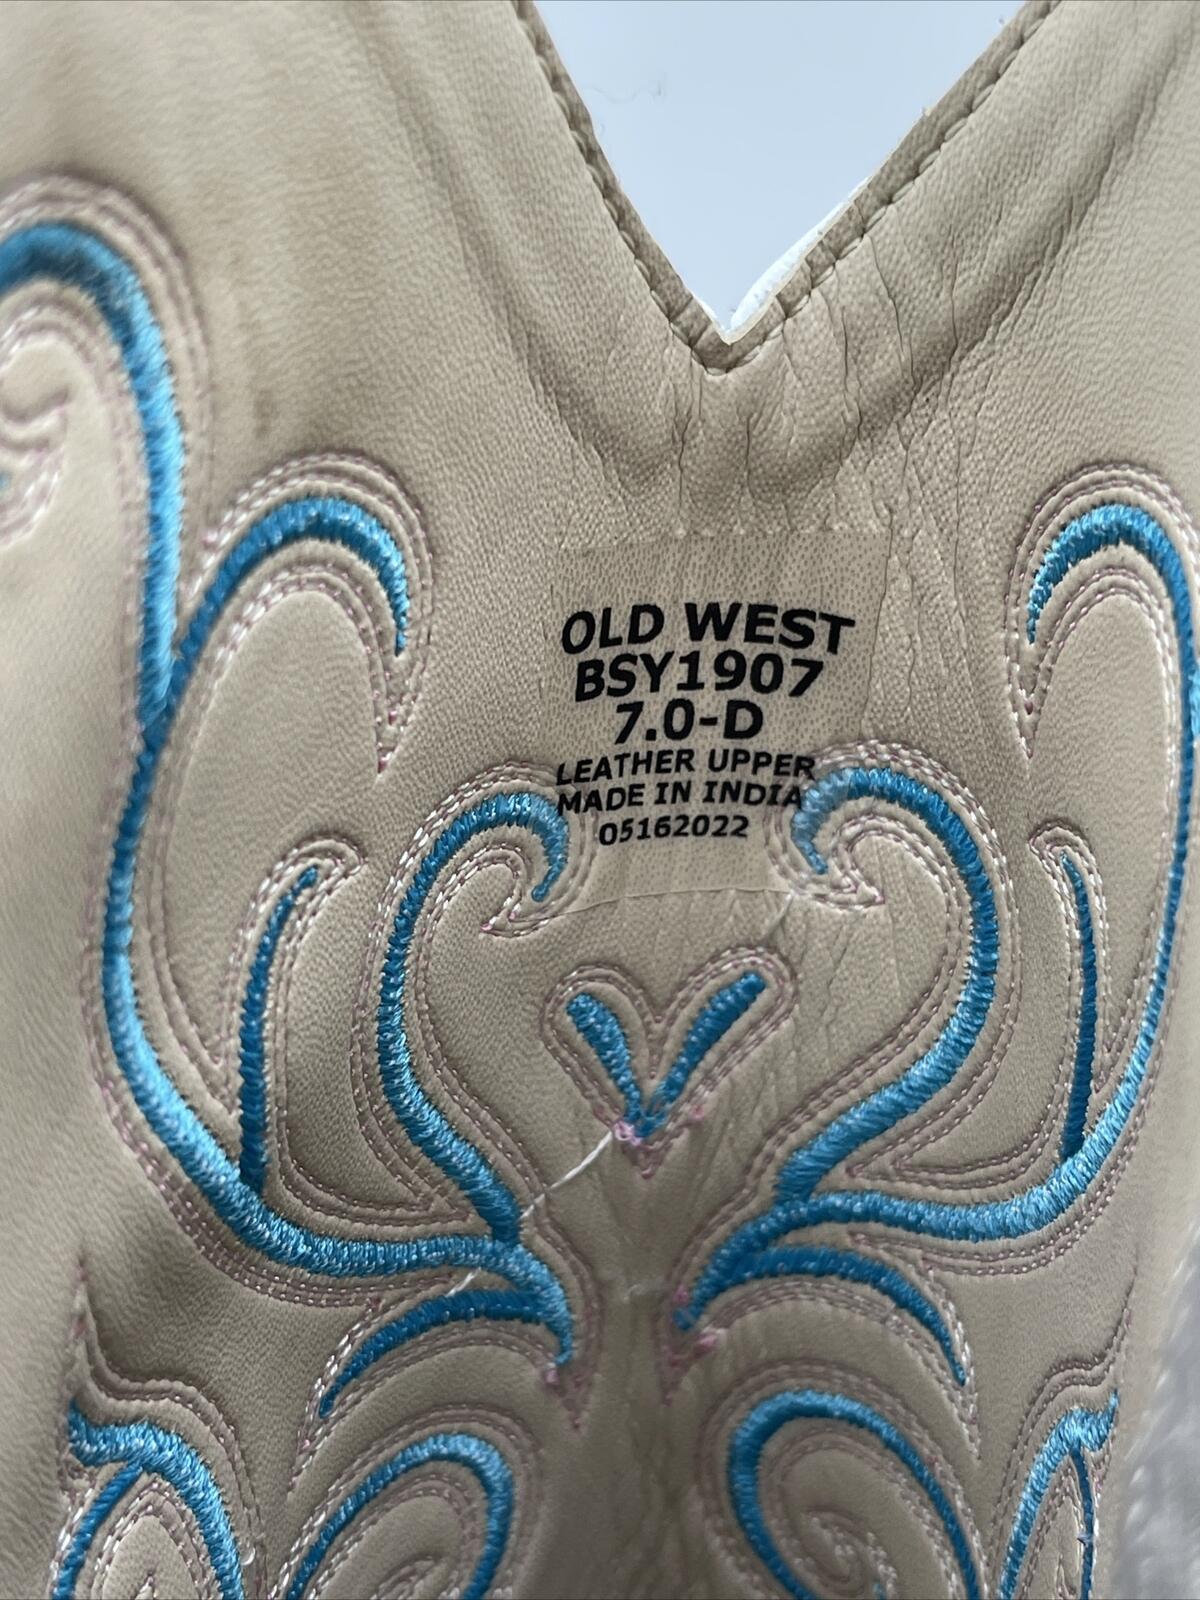 OLD WEST
BSY1907
7.0-D
LEATHER UPPER
MADE IN INDIA
05162022